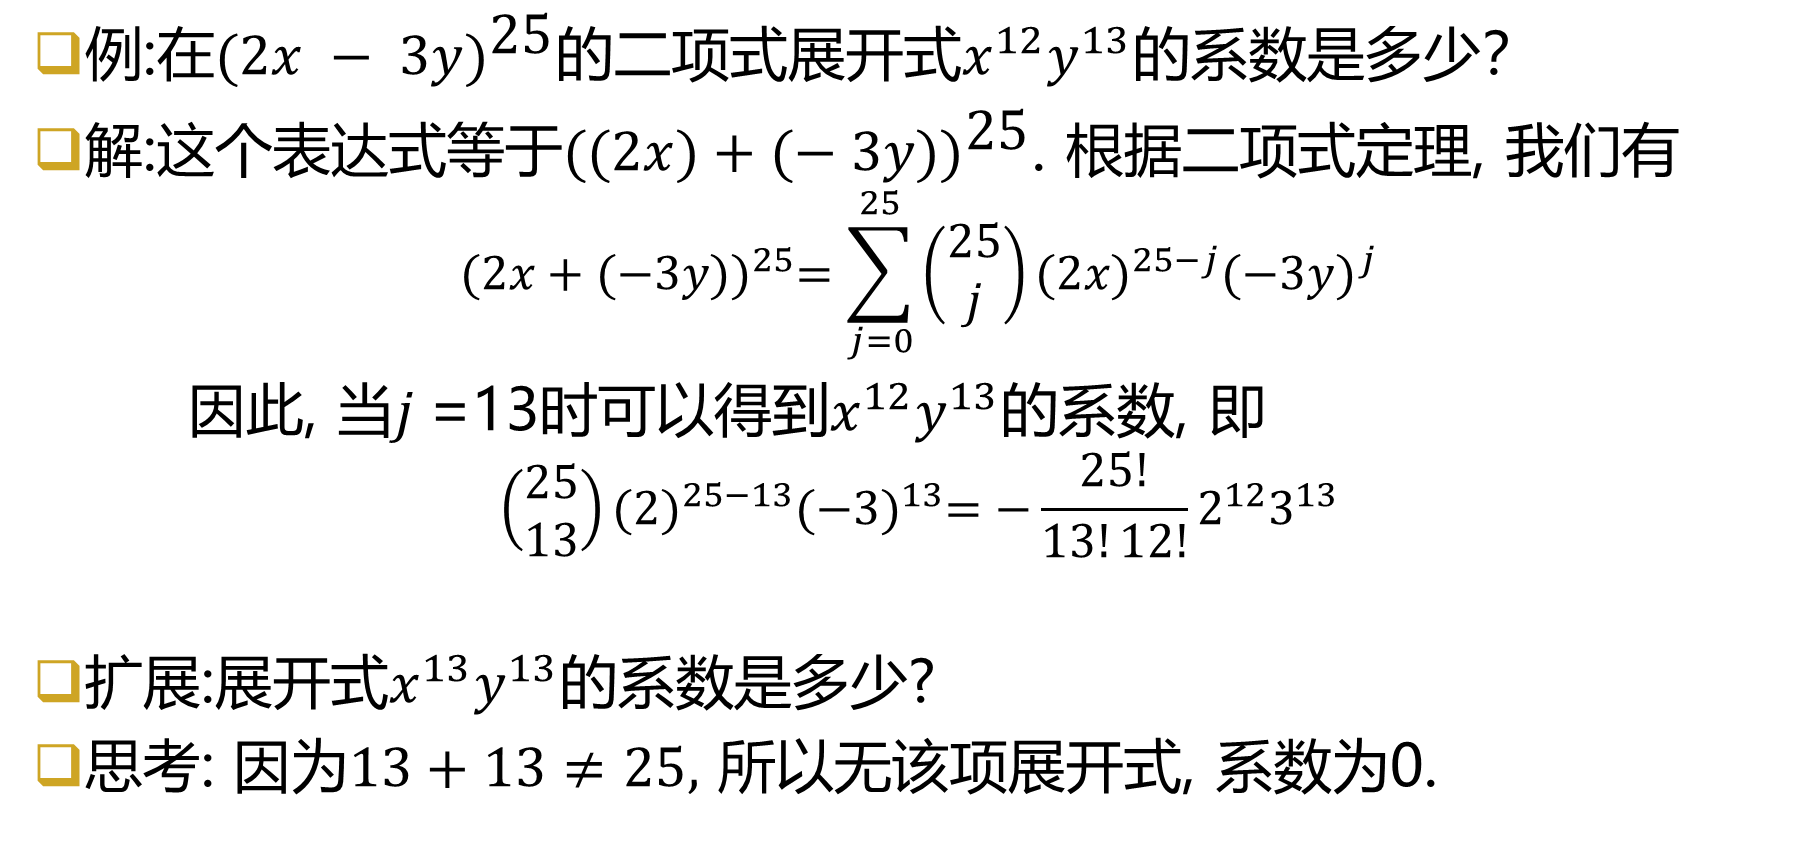 ❑例:在(2x − 3y)^25的二项式展开式x^12y^13的系数是多少?
❑解:这个表达式等于((2x) + (− 3y))^25. 根据二项式定理, 我们有
(2x + (−3y))^25= ∑_{j=0}^{25} \binom{25}{j} (2x)^{25−j}(−3y)^j
因此, 当j =13时可以得到x^12y^13的系数, 即
\binom{25}{13} (2)^{25−13}(−3)^13= − \frac{25!}{13! 12!} 2^12 3^13
❑扩展:展开式x^13y^13的系数是多少?
❑思考: 因为13 + 13 ≠ 25, 所以无该项展开式, 系数为0.